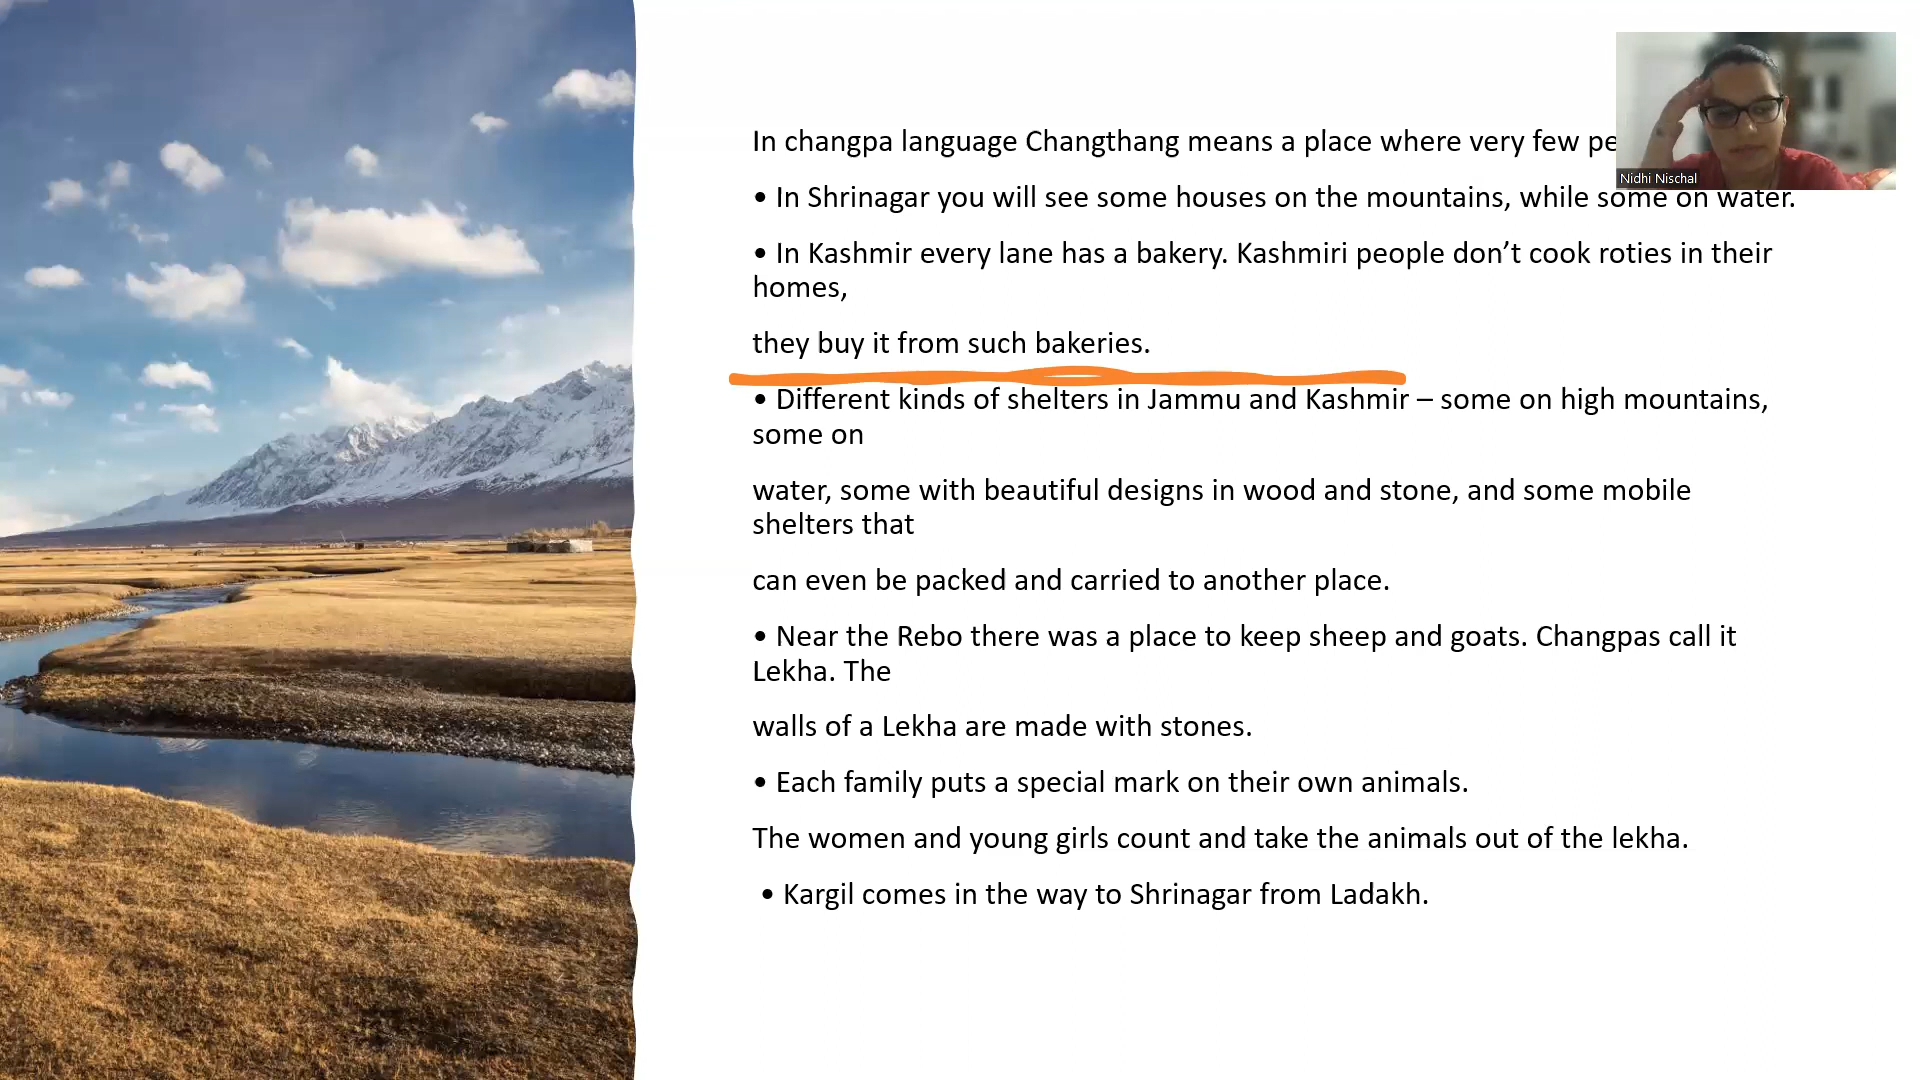 In changpa language Changthang means a place where very few
Nidhi Nischal
• In Shrinagar you will see some houses on the mountains, while some on water.
• In Kashmir every lane has a bakery. Kashmiri people don’t cook roties in their
homes,
they buy it from such bakeries.
• Different kinds of shelters in Jammu and Kashmir – some on high mountains,
some on
water, some with beautiful designs in wood and stone, and some mobile
shelters that
can even be packed and carried to another place.
• Near the Rebo there was a place to keep sheep and goats. Changpas call it
Lekha. The
walls of a Lekha are made with stones.
• Each family puts a special mark on their own animals.
The women and young girls count and take the animals out of the lekha.
• Kargil comes in the way to Shrinagar from Ladakh.